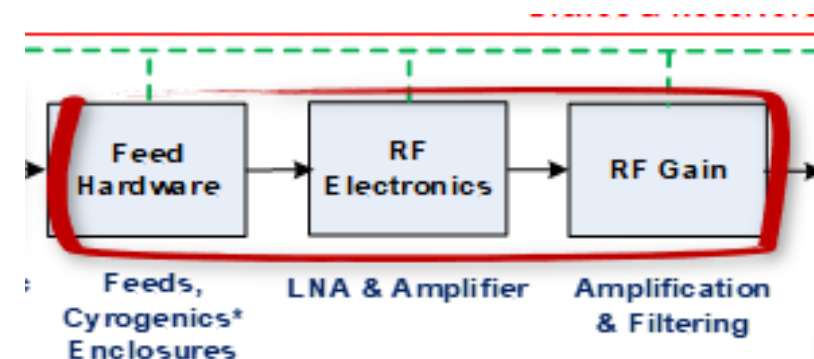 Feed
Hardware
RF
Electronics
RF Gain
Feeds,
Cyrogenics*
Enclosures
LNA & Amplifier
Amplification
& Filtering